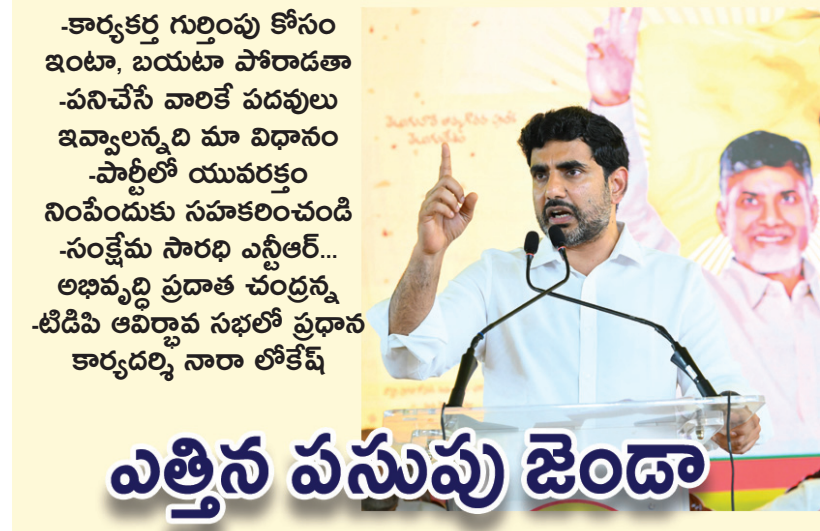 -కార్యకర్త గుర్తింపు కోసం
ఇంటా, బయటా పోరాడతా
-పనిచేసే వారికే పదవులు
ఇవ్వాలన్నది మా విధానం
-పార్టీలో యువరక్తం
నింపేందుకు సహకరించండి
-సంక్షేమ సారధి ఎన్టీఆర్...
అభివృద్ధి ప్రదాత చంద్రన్న
-టిడిపి ఆవిర్భావ సభలో ప్రధాన
కార్యదర్శి నారా లోకేష్
ఎత్తిన పసుపు జెండా